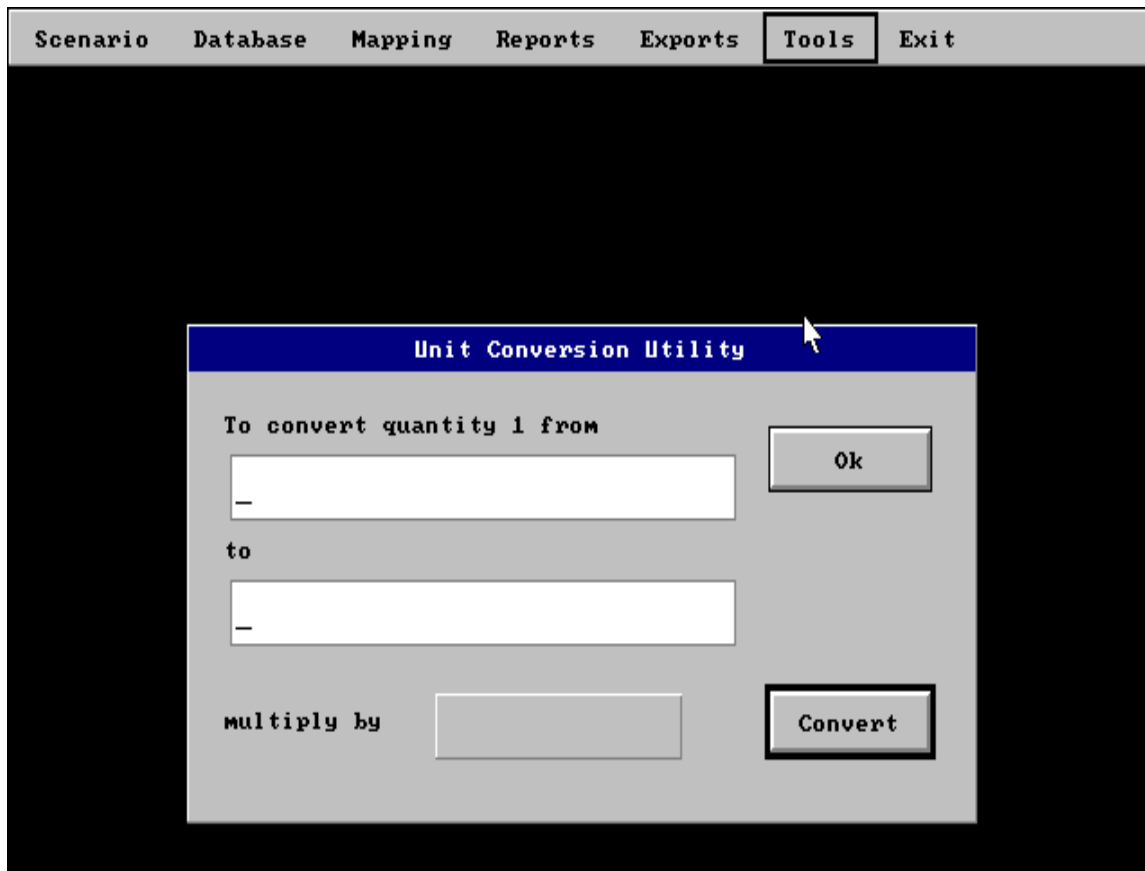 Scenario Database Mapping Reports Exports Tools Exit
Unit Conversion Utility
To convert quantity 1 from
Ok
_
to
_
multiply by
Convert